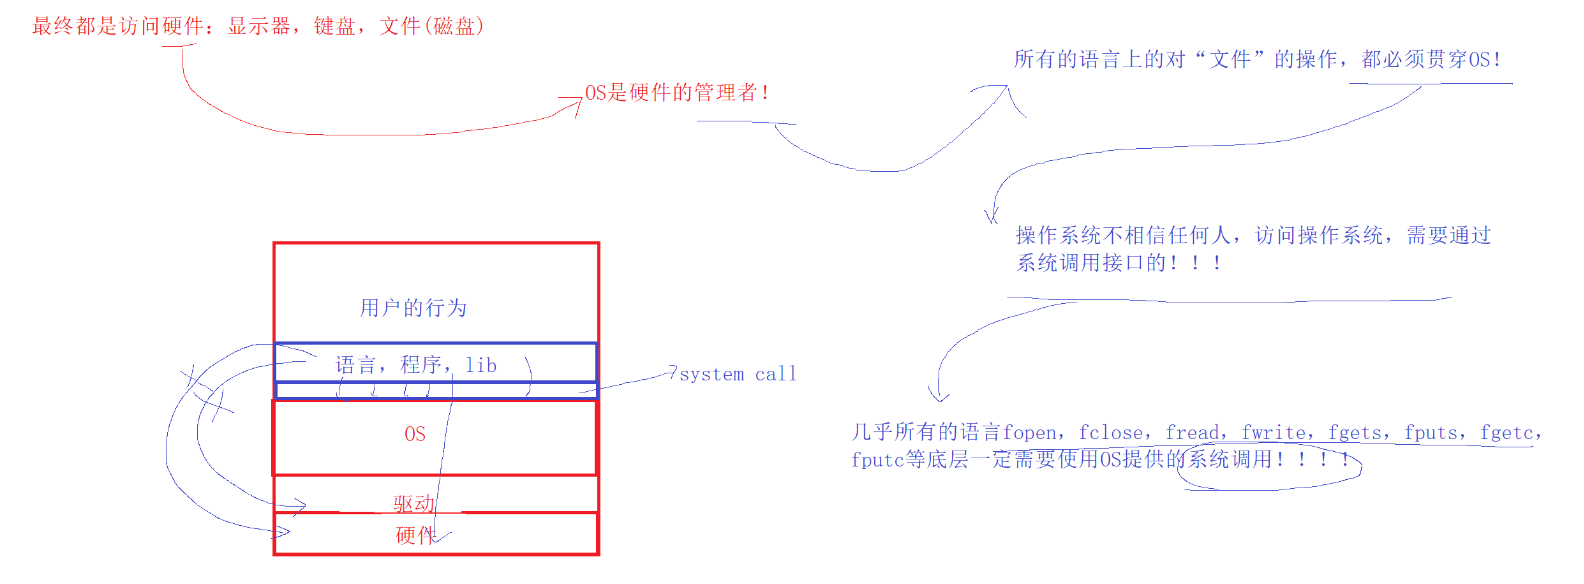 最终都是访问硬件：显示器，键盘，文件(磁盘)
OS是硬件的管理者！
所有的语言上的对“文件”的操作，都必须贯穿OS！
操作系统不相信任何人，访问操作系统，需要通过
系统调用接口的！！！
几乎所有的语言fopen，fclose，fread，fwrite，fgets，fputs，fgetc，
fputc等底层一定需要使用OS提供的系统调用！！！！
用户的行为
语言，程序，lib
system call
OS
驱动
硬件